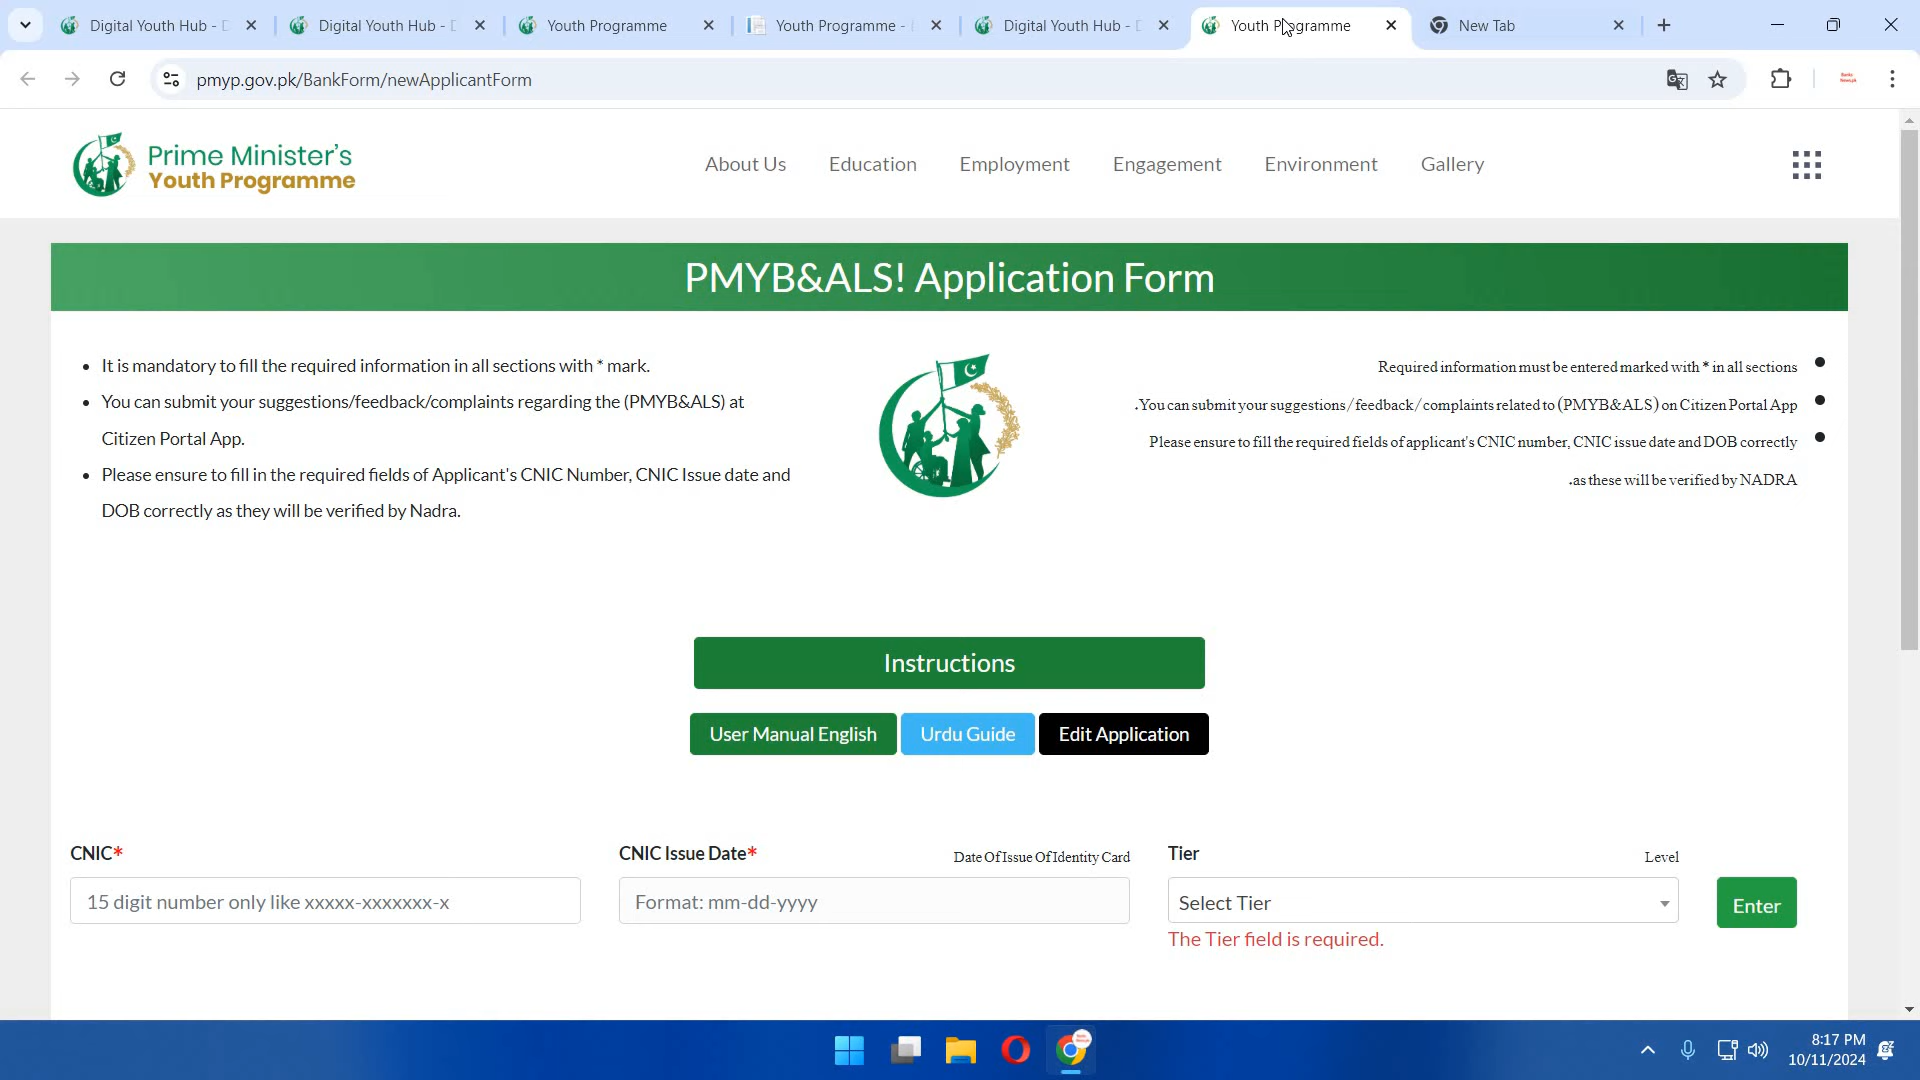 Digital Youth Hub - D
Digital Youth Hub - D
Youth Programme
Youth Programme -
Digital Youth Hub - D
Youth Programme
New Tab
pmyp.gov.pk/BankForm/newApplicantForm
Prime Minister's
Youth Programme
About Us
Education
Employment
Engagement
Environment
Gallery
PMYB&ALS! Application Form
• It is mandatory to fill the required information in all sections with * mark.
• You can submit your suggestions/feedback/complaints regarding the (PMYB&ALS) at
Citizen Portal App.
• Please ensure to fill in the required fields of Applicant's CNIC Number, CNIC Issue date and
DOB correctly as they will be verified by Nadra.
Required information must be entered marked with * in all sections •
.You can submit your suggestions/feedback/complaints related to (PMYB&ALS) on Citizen Portal App •
Please ensure to fill the required fields of applicant's CNIC number, CNIC issue date and DOB correctly •
.as these will be verified by NADRA
Instructions
User Manual English
Urdu Guide
Edit Application
CNIC*
15 digit number only like xxxxx-xxxxxxx-x
CNIC Issue Date*
Date Of Issue Of Identity Card
Format: mm-dd-yyyy
Tier
Level
Select Tier
The Tier field is required.
Enter
8:17 PM
10/11/2024